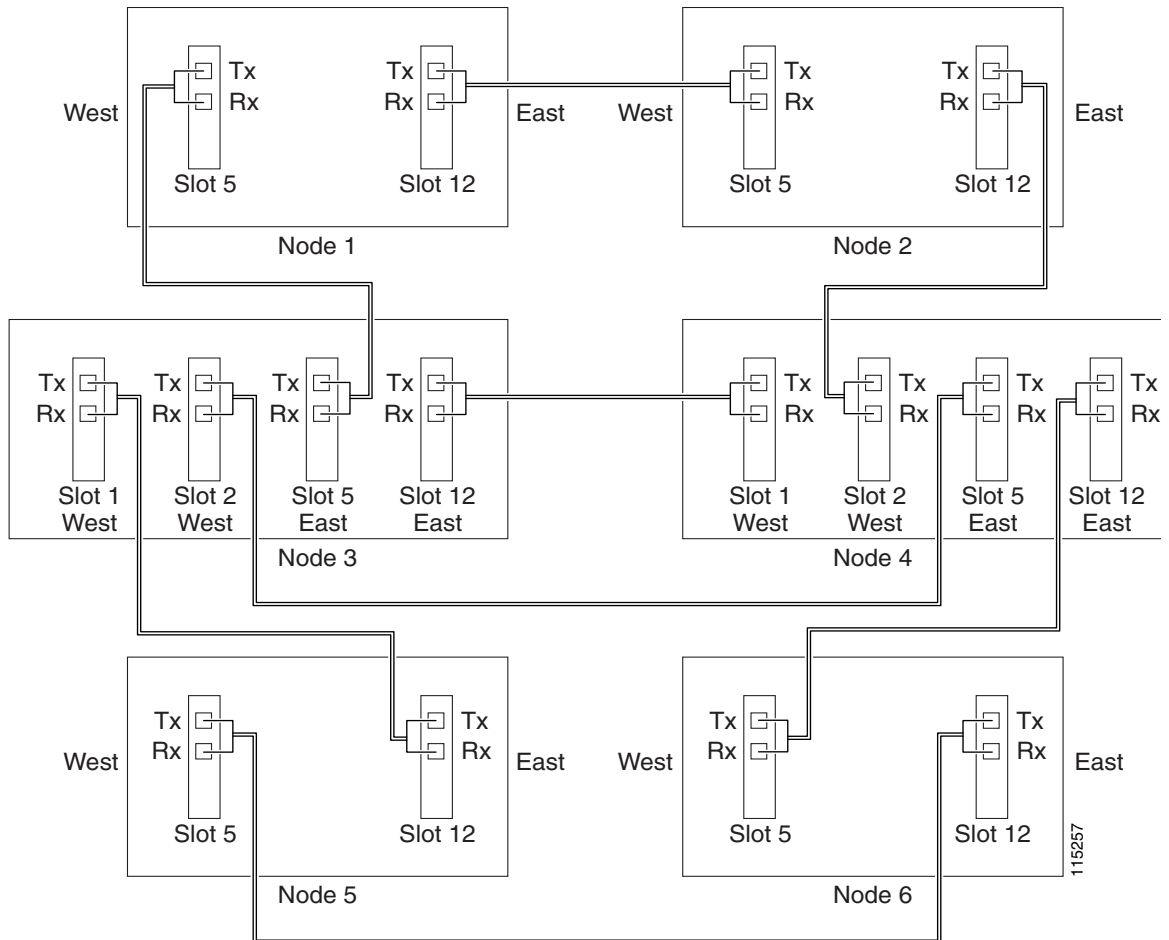 Tx
Rx
Slot 5
Tx
Rx
Slot 12
West
East
Node 1
Tx
Rx
Slot 5
Tx
Rx
Slot 12
West
East
Node 2
Tx
Rx
Slot 1
West
Tx
Rx
Slot 2
West
Tx
Rx
Slot 5
East
Tx
Rx
Slot 12
East
Node 3
Tx
Rx
Slot 1
West
Tx
Rx
Slot 2
West
Tx
Rx
Slot 5
East
Tx
Rx
Slot 12
East
Node 4
Tx
Rx
Slot 5
Tx
Rx
Slot 12
West
East
Node 5
Tx
Rx
Slot 5
Tx
Rx
Slot 12
West
East
Node 6
115257